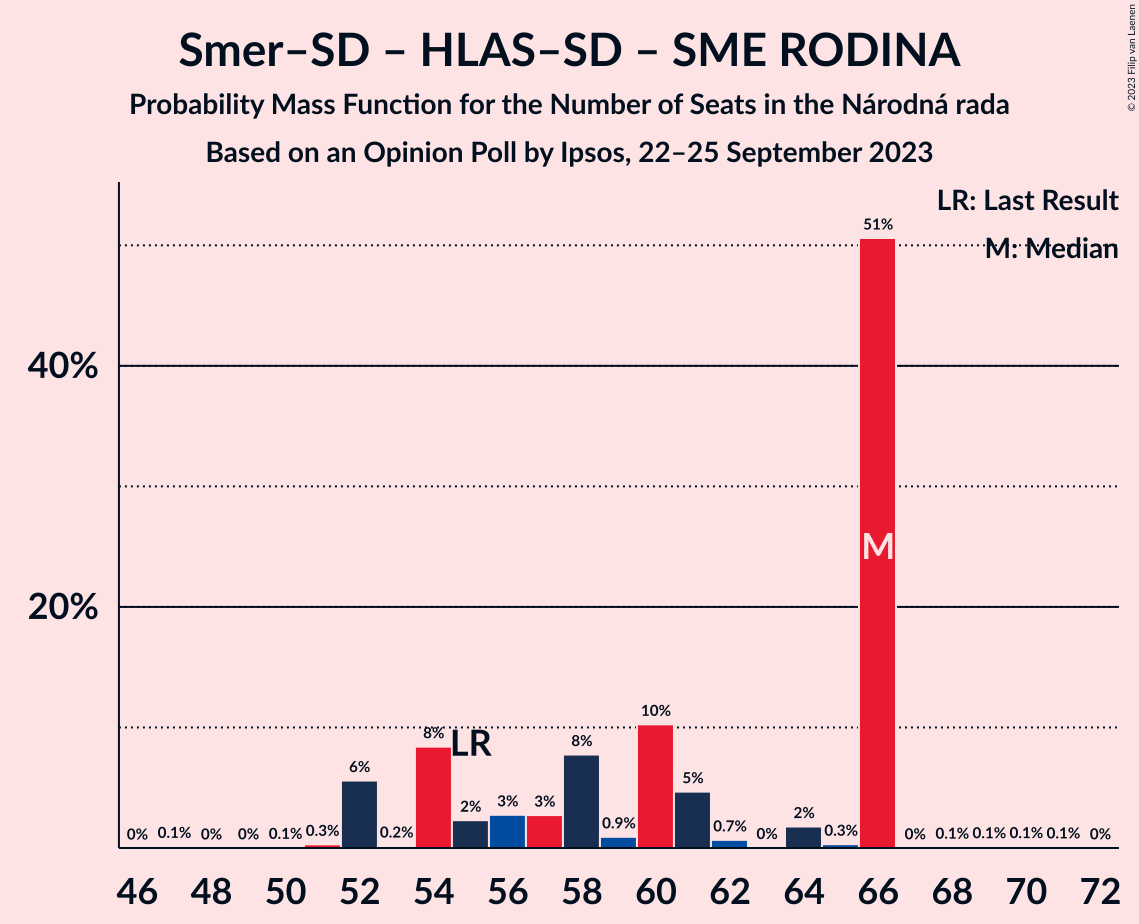 Smer–SD – HLAS–SD – SME RODINA
Probability Mass Function for the Number of Seats in the Národná rada
Based on an Opinion Poll by Ipsos, 22–25 September 2023
© 2023 Filip van Laenen
LR: Last Result
M: Median
40%
20%
0% 0.1% 0% 0% 0.1% 0.3% 6% 0.2% 8% 2% 3% 3% 8% 0.9% 10% 5% 0.7% 0% 2% 0.3% 51% 0% 0.1% 0.1% 0.1% 0.1% 0%
LR
M
46 48 50 52 54 56 58 60 62 64 66 68 70 72